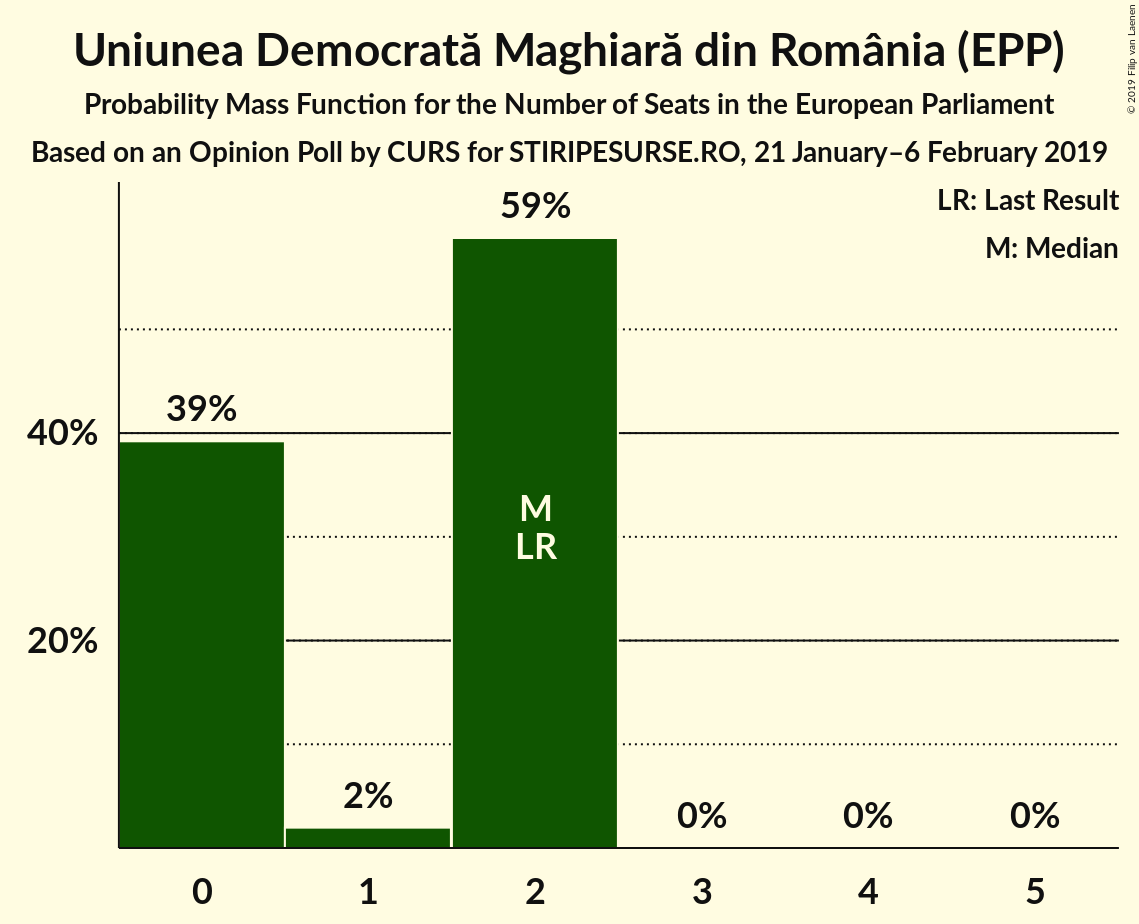 Uniunea Democrată Maghiară din România (EPP)
Probability Mass Function for the Number of Seats in the European Parliament
Based on an Opinion Poll by CURS for STIRIPESURSE.RO, 21 January–6 February 2019
© 2019 Filip van Laenen
LR: Last Result
M: Median
59%
39%
40%
M
LR
20%
2%
0%
0%
0%
0
1
2
3
4
5